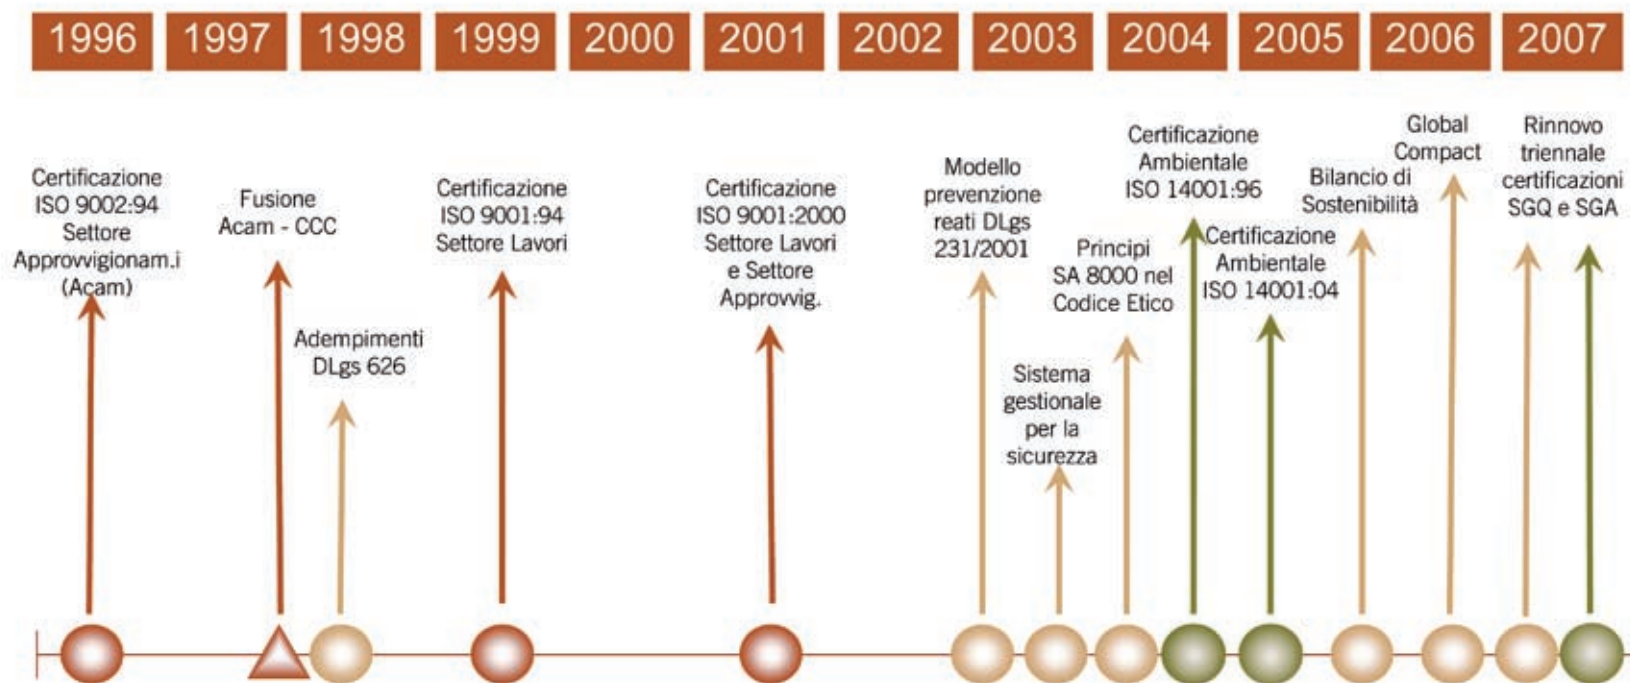 1996 1997 1998 1999 2000 2001 2002 2003 2004 2005 2006 2007
Certificazione
ISO 9002:94
Settore
Approvvigionam.i
(Acam)
Fusione
Acam - CCC
Adempimenti
DLgs 626
Certificazione
ISO 9001:94
Settore Lavori
Certificazione
ISO 9001:2000
Settore Lavori
e Settore
Approvvig.
Modello
prevenzione
reati DLgs
231/2001
Sistema
gestionale
per la
sicurezza
Principi
SA 8000 nel
Codice Etico
Certificazione
Ambientale
ISO 14001:96
Certificazione
Ambientale
ISO 14001:04
Bilancio di
Sostenibilità
Global
Compact
Rinnovo
triennale
certificazioni
SGQ e SGA